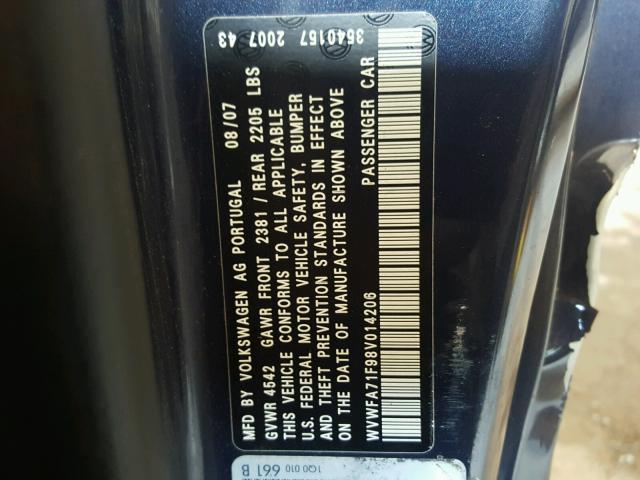 3540157 2007 43
MFD BY VOLKSWAGEN AG PORTUGAL 08/07
GVWR 4542 GAWR FRONT 2381 / REAR 2205 LBS
THIS VEHICLE CONFORMS TO ALL APPLICABLE
U.S. FEDERAL MOTOR VEHICLE SAFETY, BUMPER
AND THEFT PREVENTION STANDARDS IN EFFECT
ON THE DATE OF MANUFACTURE SHOWN ABOVE
WVWFA71F98V014206 PASSENGER CAR
1Q0 010 661 B